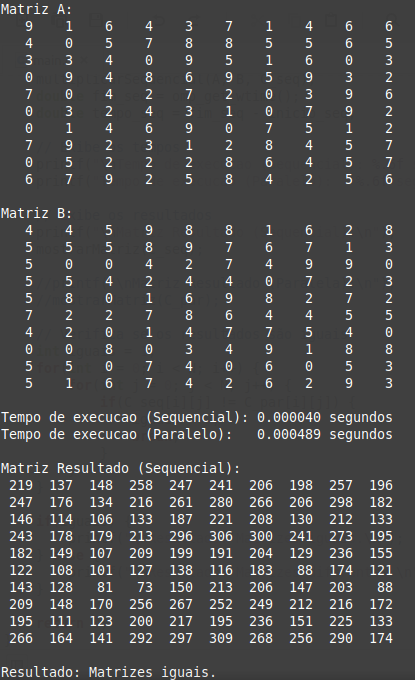 Matriz A:
9 1 6 4 3 7 1 4 6 6
4 0 5 7 8 8 5 5 6 5
3 3 4 0 9 5 1 6 0 3
0 9 4 8 6 9 5 9 3 2
7 0 4 2 7 2 0 3 9 6
0 3 2 4 3 1 0 7 9 2
0 1 4 6 9 0 7 5 1 2
7 9 2 3 1 2 8 4 5 7
0 5 2 2 2 8 6 4 5 7
6 7 9 2 5 8 4 2 5 6
Matriz B:
4 4 5 9 8 8 1 6 2 8
5 5 5 8 9 7 6 7 1 3
5 0 0 4 2 7 4 9 9 0
5 5 4 2 4 4 0 7 2 3
5 8 0 1 6 9 8 2 7 2
7 2 2 7 8 6 4 4 5 5
4 2 0 1 4 7 7 5 4 0
0 0 8 0 3 4 9 1 8 8
5 5 0 7 4 0 6 0 5 3
5 1 6 7 4 2 6 2 9 3
Tempo de execucao (Sequencial): 0.000040 segundos
Tempo de execucao (Paralelo): 0.000489 segundos
Matriz Resultado (Sequencial):
219 137 148 258 247 241 206 198 257 196
247 176 134 216 261 280 266 206 298 182
146 114 106 133 187 221 208 130 212 133
243 178 179 213 296 306 300 241 273 195
182 149 107 209 199 191 204 129 236 155
122 108 101 127 138 116 183 88 174 121
143 128 81 73 150 213 206 147 203 88
209 148 170 256 267 252 249 212 216 172
195 111 123 200 217 195 236 151 225 133
266 164 141 292 297 309 268 256 290 174
Resultado: Matrizes iguais.